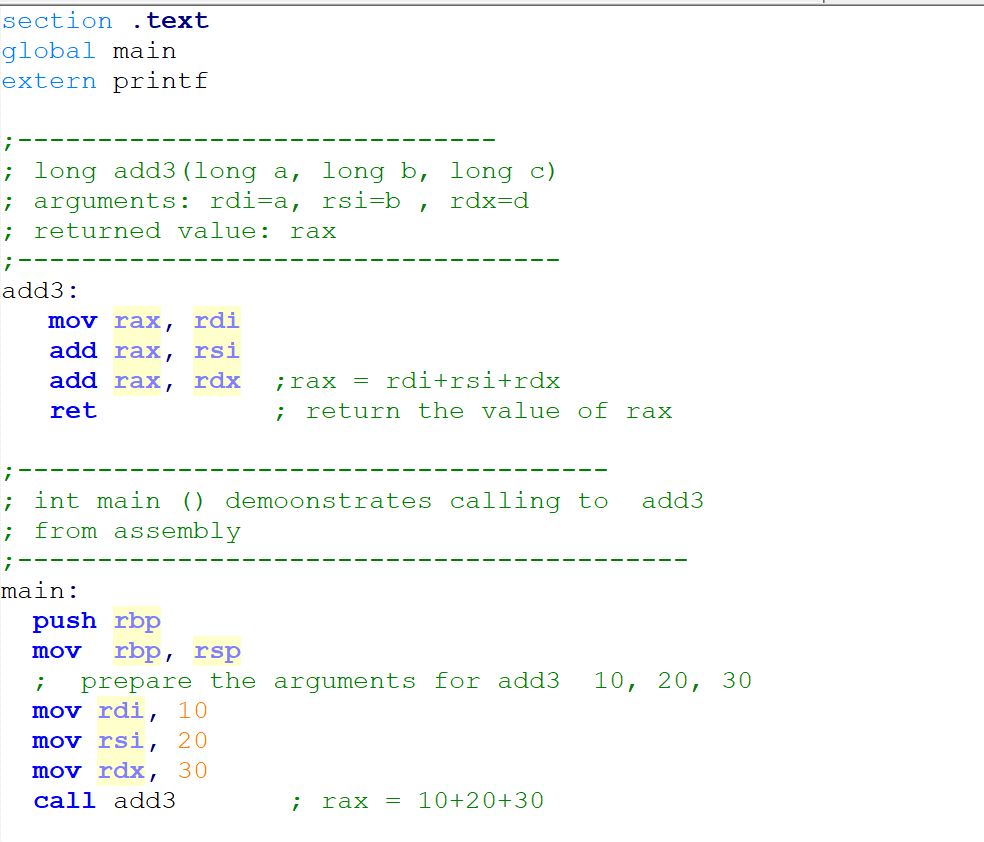 section .text
global main
extern printf
;------------------------------
; long add3(long a, long b, long c)
; arguments: rdi=a, rsi=b , rdx=d
; returned value: rax
;----------------------------------
add3:
mov rax, rdi
add rax, rsi
add rax, rdx ;rax = rdi+rsi+rdx
ret ; return the value of rax
;-------------------------------------
; int main () demoonstrates calling to add3
; from assembly
;------------------------------------------
main:
push rbp
mov rbp, rsp
; prepare the arguments for add3 10, 20, 30
mov rdi, 10
mov rsi, 20
mov rdx, 30
call add3 ; rax = 10+20+30